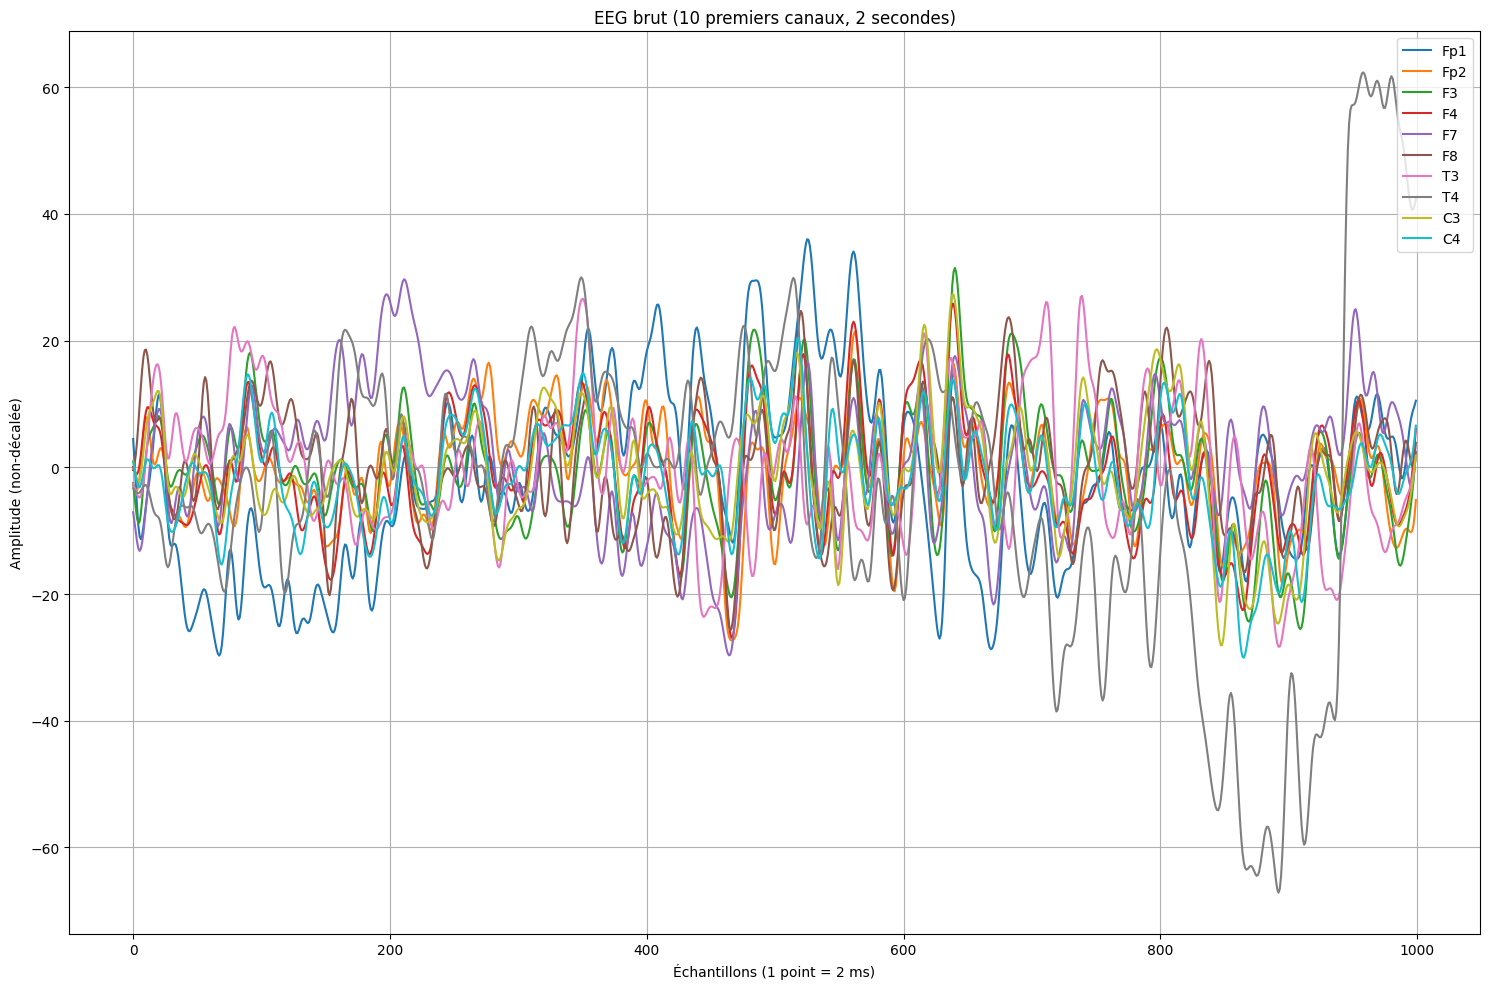 EEG brut (10 premiers canaux, 2 secondes)
Fp1
Fp2
F3
F4
F7
F8
T3
T4
C3
C4
Amplitude (non-décalée)
60
40
20
0
−20
−40
−60
0 200 400 600 800 1000
Échantillons (1 point = 2 ms)